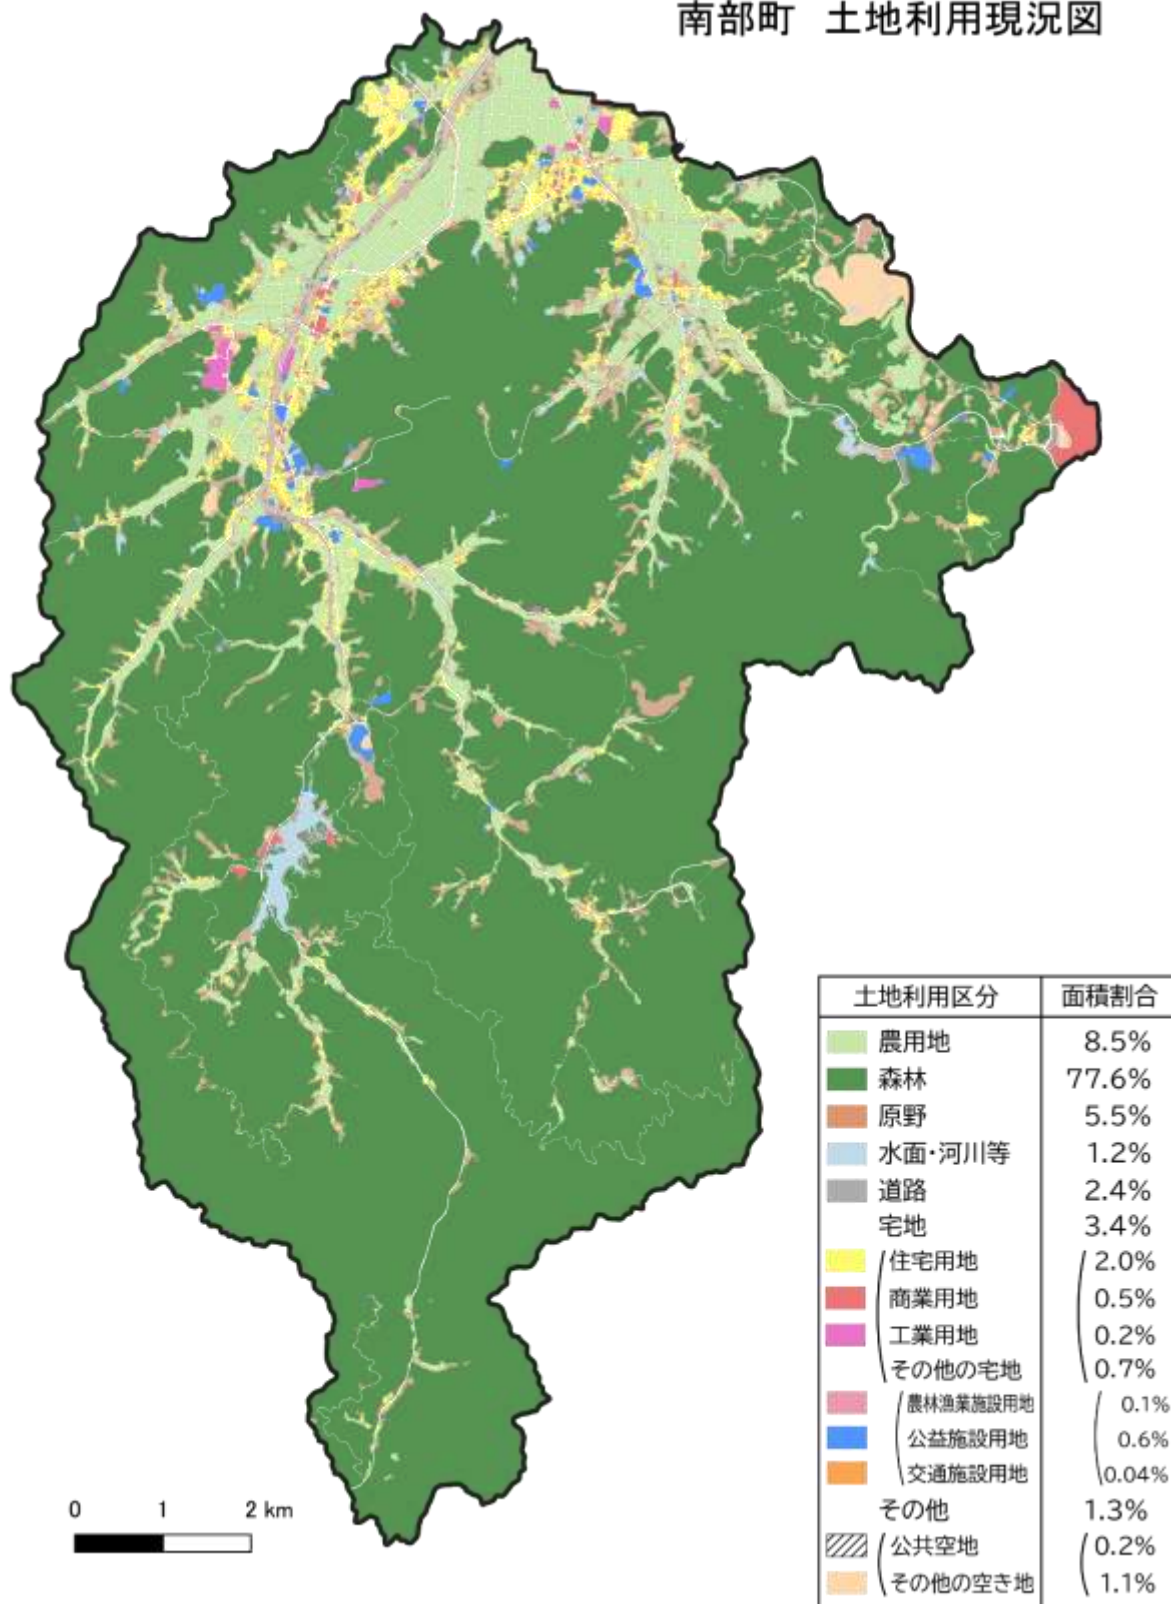 南部町 土地利用現況図
土地利用区分 面積割合
農用地 8.5%
森林 77.6%
原野 5.5%
水面・河川等 1.2%
道路 2.4%
宅地 3.4%
住宅用地 2.0%
商業用地 0.5%
工業用地 0.2%
その他の宅地 0.7%
農林漁業施設用地 0.1%
公益施設用地 0.6%
交通施設用地 0.04%
その他 1.3%
公共空地 0.2%
その他の空き地 1.1%
0 1 2 km